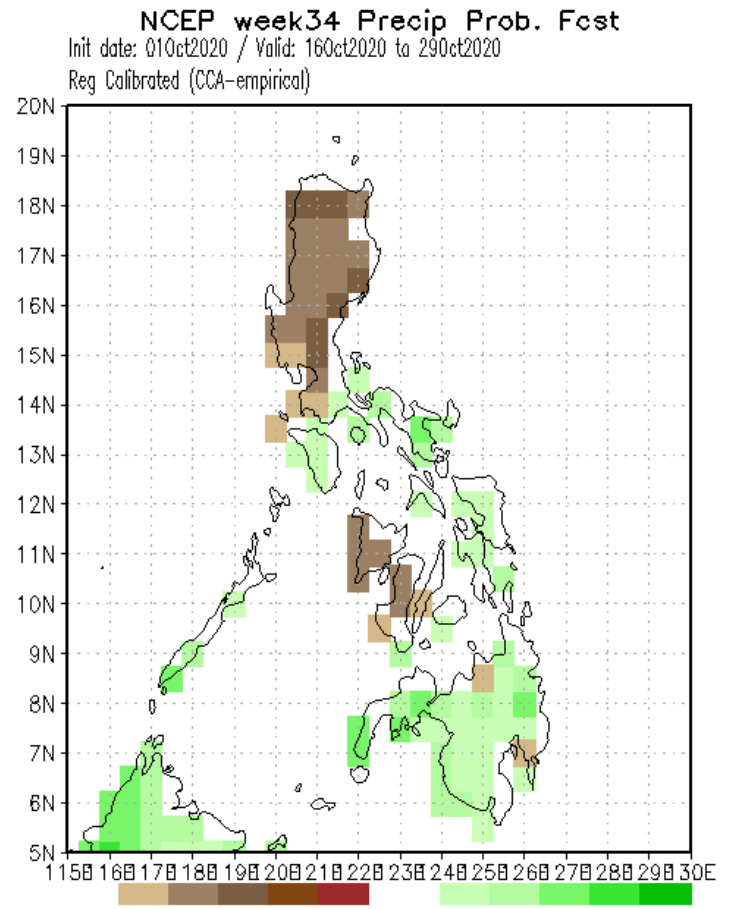 NCEP week34 Precip Prob. Fcst
Init date: 01Oct2020 / Valid: 16Oct2020 to 29Oct2020
Reg Calibrated (CCA-empirical)
20N
19N
18N
17N
16N
15N
14N
13N
12N
11N
10N
9N
8N
7N
6N
5N
115E 116E 117E 118E 119E 120E 121E 122E 123E 124E 125E 126E 127E 128E 129E 130E